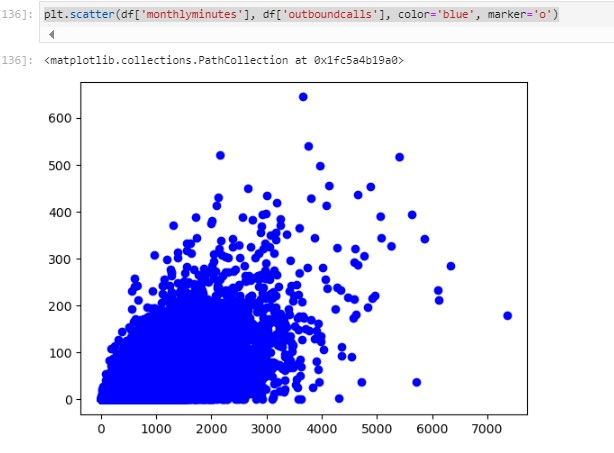 136]: plt.scatter(df['monthlyminutes'], df['outboundcalls'], color='blue', marker='o')
136]: <matplotlib.collections.PathCollection at 0x1fc5a4b19a0>
600
500
400
300
200
100
0
0 1000 2000 3000 4000 5000 6000 7000